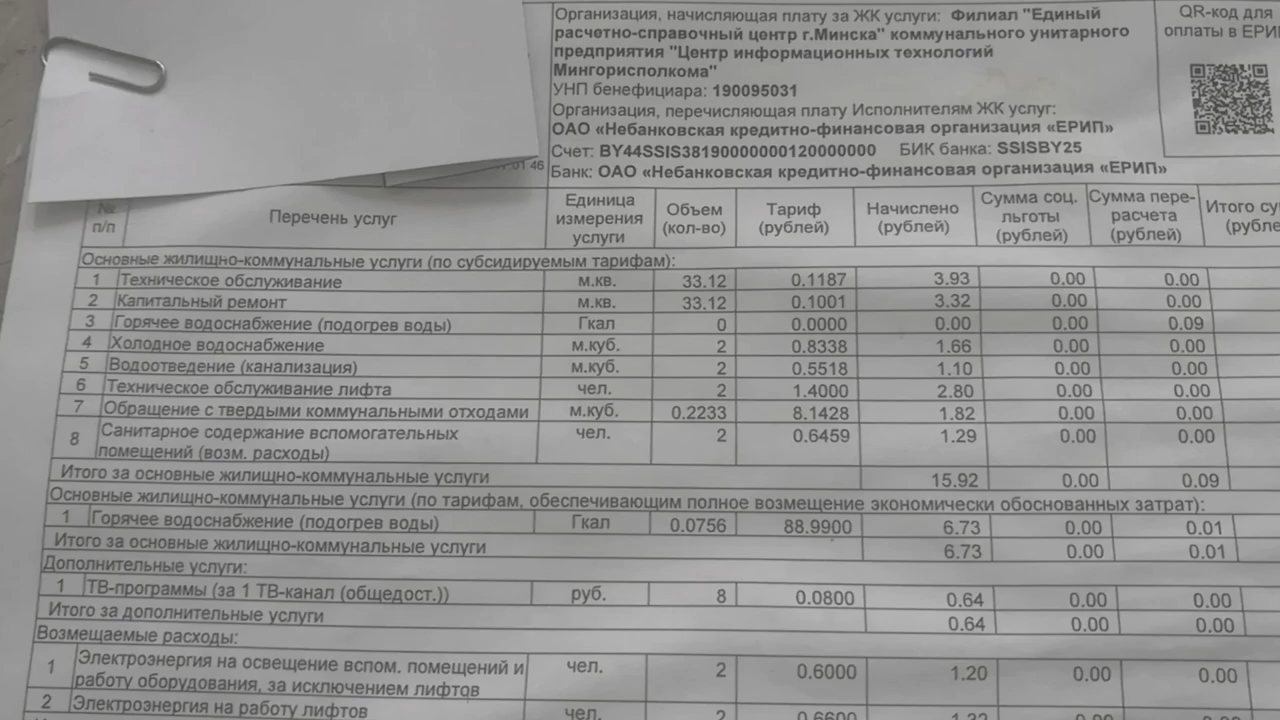 Организация, начисляющая плату за ЖК услуги: Филиал "Единый
расчетно-справочный центр г.Минска" коммунального унитарного
предприятия "Центр информационных технологий
Мингорисполкома"
УНП бенефициара: 190095031
Организация, перечисляющая плату Исполнителям ЖК услуг:
ОАО «Небанковская кредитно-финансовая организация «ЕРИП»
Счет: BY44SSIS38190000000120000000 БИК банка: SSISBY25
Банк: ОАО «Небанковская кредитно-финансовая организация «ЕРИП»
QR-код для
оплаты в
01:46
№ п/п Перечень услуг Единица измерения услуги Объем (кол-во) Тариф (рублей) Начислено (рублей) Сумма соц. льготы (рублей) Сумма пере-расчета (рублей) Итого
Основные жилищно-коммунальные услуги (по субсидируемым тарифам):
1 Техническое обслуживание м.кв. 33.12 0.1187 3.93 0.00 0.00
2 Капитальный ремонт м.кв. 33.12 0.1001 3.32 0.00 0.00
3 Горячее водоснабжение (подогрев воды) Гкал 0 0.0000 0.00 0.00 0.09
4 Холодное водоснабжение м.куб. 2 0.8338 1.66 0.00 0.00
5 Водоотведение (канализация) м.куб. 2 0.5518 1.10 0.00 0.00
6 Техническое обслуживание лифта чел. 2 1.4000 2.80 0.00 0.00
7 Обращение с твердыми коммунальными отходами м.куб. 0.2233 8.1428 1.82 0.00 0.00
8 Санитарное содержание вспомогательных чел. 2 0.6459 1.29 0.00 0.00
помещений (возм. расходы)
Итого за основные жилищно-коммунальные услуги 15.92 0.00 0.09
Основные жилищно-коммунальные услуги (по тарифам, обеспечивающим полное возмещение экономически обоснованных затрат):
1 Горячее водоснабжение (подогрев воды) Гкал 0.0756 88.9900 6.73 0.00 0.01
Итого за основные жилищно-коммунальные услуги 6.73 0.00 0.01
Дополнительные услуги:
1 ТВ-программы (за 1 ТВ-канал (общедост.)) руб. 8 0.0800 0.64 0.00 0.00
Итого за дополнительные услуги 0.64 0.00 0.00
Возмещаемые расходы:
1 Электроэнергия на освещение вспом. помещений и чел. 2 0.6000 1.20 0.00 0.00
работу оборудования, за исключением лифтов
2 Электроэнергия на работу лифтов чел. 2 0.6600 1.32